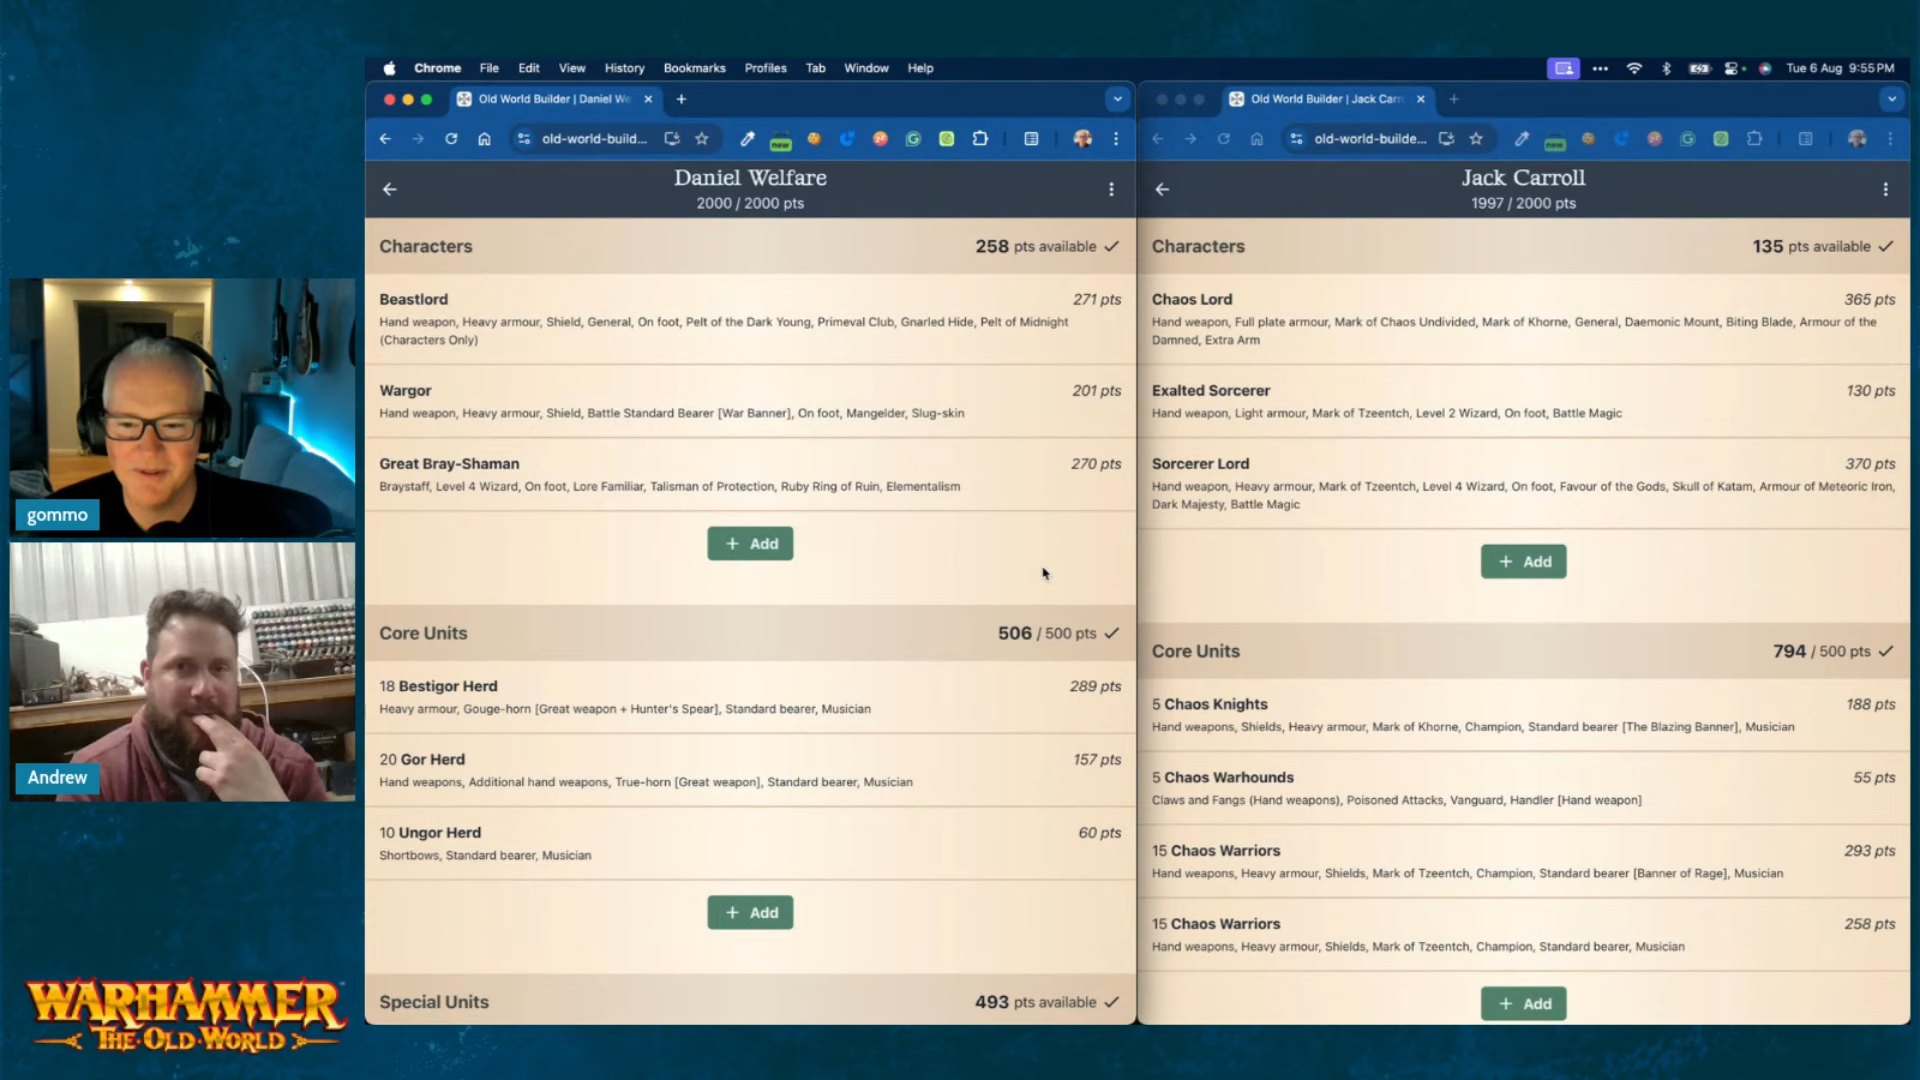 Chrome File Edit View History Bookmarks Profiles Tab Window Help
Tue 6 Aug 9:55 PM
Old World Builder | Daniel We
old-world-build...
new
Daniel Welfare
2000 / 2000 pts
Characters
258 pts available
Beastlord
271 pts
Hand weapon, Heavy armour, Shield, General, On foot, Pelt of the Dark Young, Primeval Club, Gnarled Hide, Pelt of Midnight
(Characters Only)
Wargor
201 pts
Hand weapon, Heavy armour, Shield, Battle Standard Bearer [War Banner], On foot, Mangelder, Slug-skin
Great Bray-Shaman
270 pts
Braystaff, Level 4 Wizard, On foot, Lore Familiar, Talisman of Protection, Ruby Ring of Ruin, Elementalism
+ Add
Core Units
506 / 500 pts
18 Bestigor Herd
289 pts
Heavy armour, Gouge-horn [Great weapon + Hunter's Spear], Standard bearer, Musician
20 Gor Herd
157 pts
Hand weapons, Additional hand weapons, True-horn [Great weapon], Standard bearer, Musician
10 Ungor Herd
60 pts
Shortbows, Standard bearer, Musician
+ Add
Special Units
493 pts available
Old World Builder | Jack Carr
old-world-builde...
new
Jack Carroll
1997 / 2000 pts
Characters
135 pts available
Chaos Lord
365 pts
Hand weapon, Full plate armour, Mark of Chaos Undivided, Mark of Khorne, General, Daemonic Mount, Biting Blade, Armour of the
Damned, Extra Arm
Exalted Sorcerer
130 pts
Hand weapon, Light armour, Mark of Tzeentch, Level 2 Wizard, On foot, Battle Magic
Sorcerer Lord
370 pts
Hand weapon, Heavy armour, Mark of Tzeentch, Level 4 Wizard, On foot, Favour of the Gods, Skull of Katam, Armour of Meteoric Iron,
Dark Majesty, Battle Magic
+ Add
Core Units
794 / 500 pts
5 Chaos Knights
188 pts
Hand weapons, Shields, Heavy armour, Mark of Khorne, Champion, Standard bearer [The Blazing Banner], Musician
5 Chaos Warhounds
55 pts
Claws and Fangs (Hand weapons), Poisoned Attacks, Vanguard, Handler [Hand weapon]
15 Chaos Warriors
293 pts
Hand weapons, Heavy armour, Shields, Mark of Tzeentch, Champion, Standard bearer [Banner of Rage], Musician
15 Chaos Warriors
258 pts
Hand weapons, Heavy armour, Shields, Mark of Tzeentch, Champion, Standard bearer, Musician
+ Add
gommo
Andrew
WARHAMMER
THE OLD WORLD